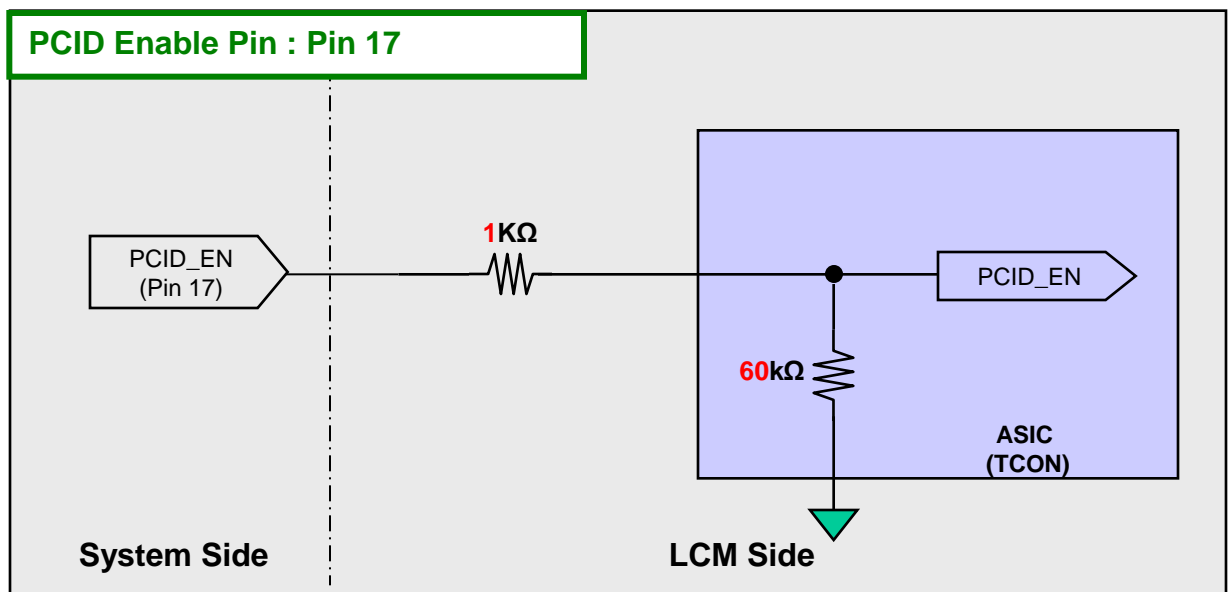 PCID Enable Pin : Pin 17
1KΩ
PCID_EN
(Pin 17)
PCID_EN
60kΩ
ASIC
(TCON)
System Side
LCM Side